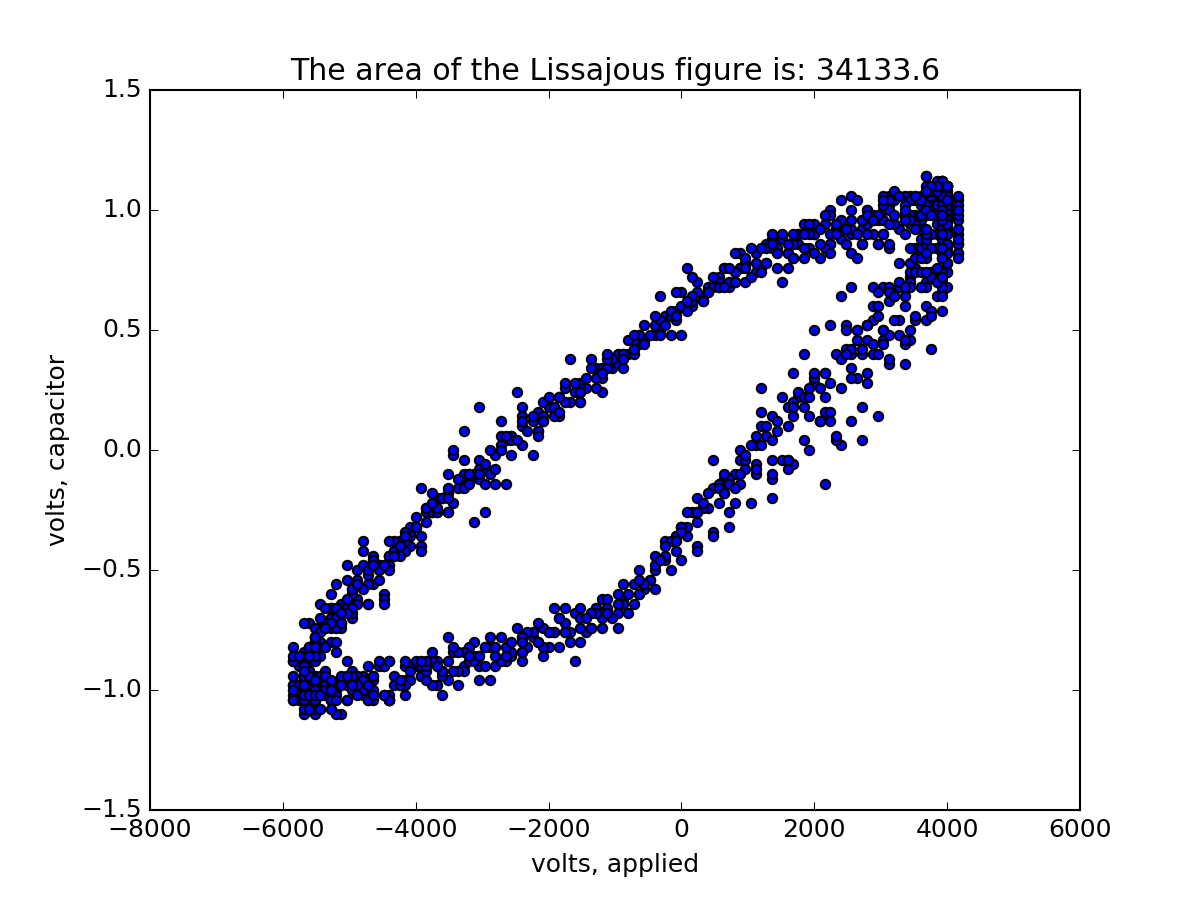 The area of the Lissajous figure is: 34133.6
1.5
1.0
0.5
0.0
−0.5
−1.0
−1.5
volts, capacitor
−8000 −6000 −4000 −2000 0 2000 4000 6000
volts, applied